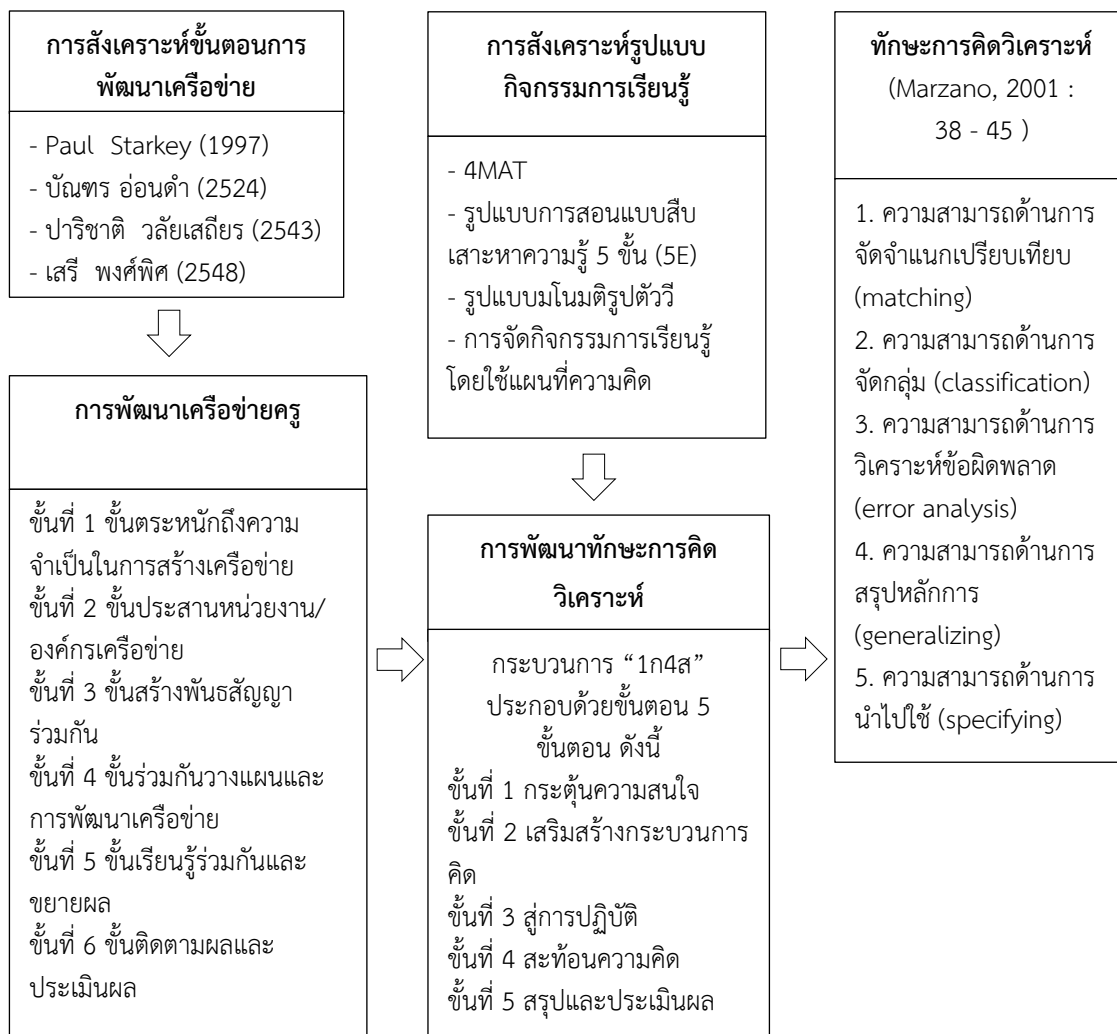 การสังเคราะห์ขั้นตอนการ
พัฒนาเครือข่าย
- Paul Starkey (1997)
- บัณฑร อ่อนดำ (2524)
- ปาริชาติ วลัยเสถียร (2543)
- เสรี พงศ์พิศ (2548)
การพัฒนาเครือข่ายครู
ขั้นที่ 1 ขั้นตระหนักถึงความ
จำเป็นในการสร้างเครือข่าย
ขั้นที่ 2 ขั้นประสานหน่วยงาน/
องค์กรเครือข่าย
ขั้นที่ 3 ขั้นสร้างพันธสัญญา
ร่วมกัน
ขั้นที่ 4 ขั้นร่วมกันวางแผนและ
การพัฒนาเครือข่าย
ขั้นที่ 5 ขั้นเรียนรู้ร่วมกันและ
ขยายผล
ขั้นที่ 6 ขั้นติดตามผลและ
ประเมินผล
การสังเคราะห์รูปแบบ
กิจกรรมการเรียนรู้
- 4MAT
- รูปแบบการสอนแบบสืบ
เสาะหาความรู้ 5 ขั้น (5E)
- รูปแบบมโนมติรูปตัววี
- การจัดกิจกรรมการเรียนรู้
โดยใช้แผนที่ความคิด
การพัฒนาทักษะการคิด
วิเคราะห์
กระบวนการ “1ก4ส”
ประกอบด้วยขั้นตอน 5
ขั้นตอน ดังนี้
ขั้นที่ 1 กระตุ้นความสนใจ
ขั้นที่ 2 เสริมสร้างกระบวนการ
คิด
ขั้นที่ 3 สู่การปฏิบัติ
ขั้นที่ 4 สะท้อนความคิด
ขั้นที่ 5 สรุปและประเมินผล
ทักษะการคิดวิเคราะห์
(Marzano, 2001 :
38 - 45 )
1. ความสามารถด้านการ
จัดจำแนกเปรียบเทียบ
(matching)
2. ความสามารถด้านการ
จัดกลุ่ม (classification)
3. ความสามารถด้านการ
วิเคราะห์ข้อผิดพลาด
(error analysis)
4. ความสามารถด้านการ
สรุปหลักการ
(generalizing)
5. ความสามารถด้านการ
นำไปใช้ (specifying)